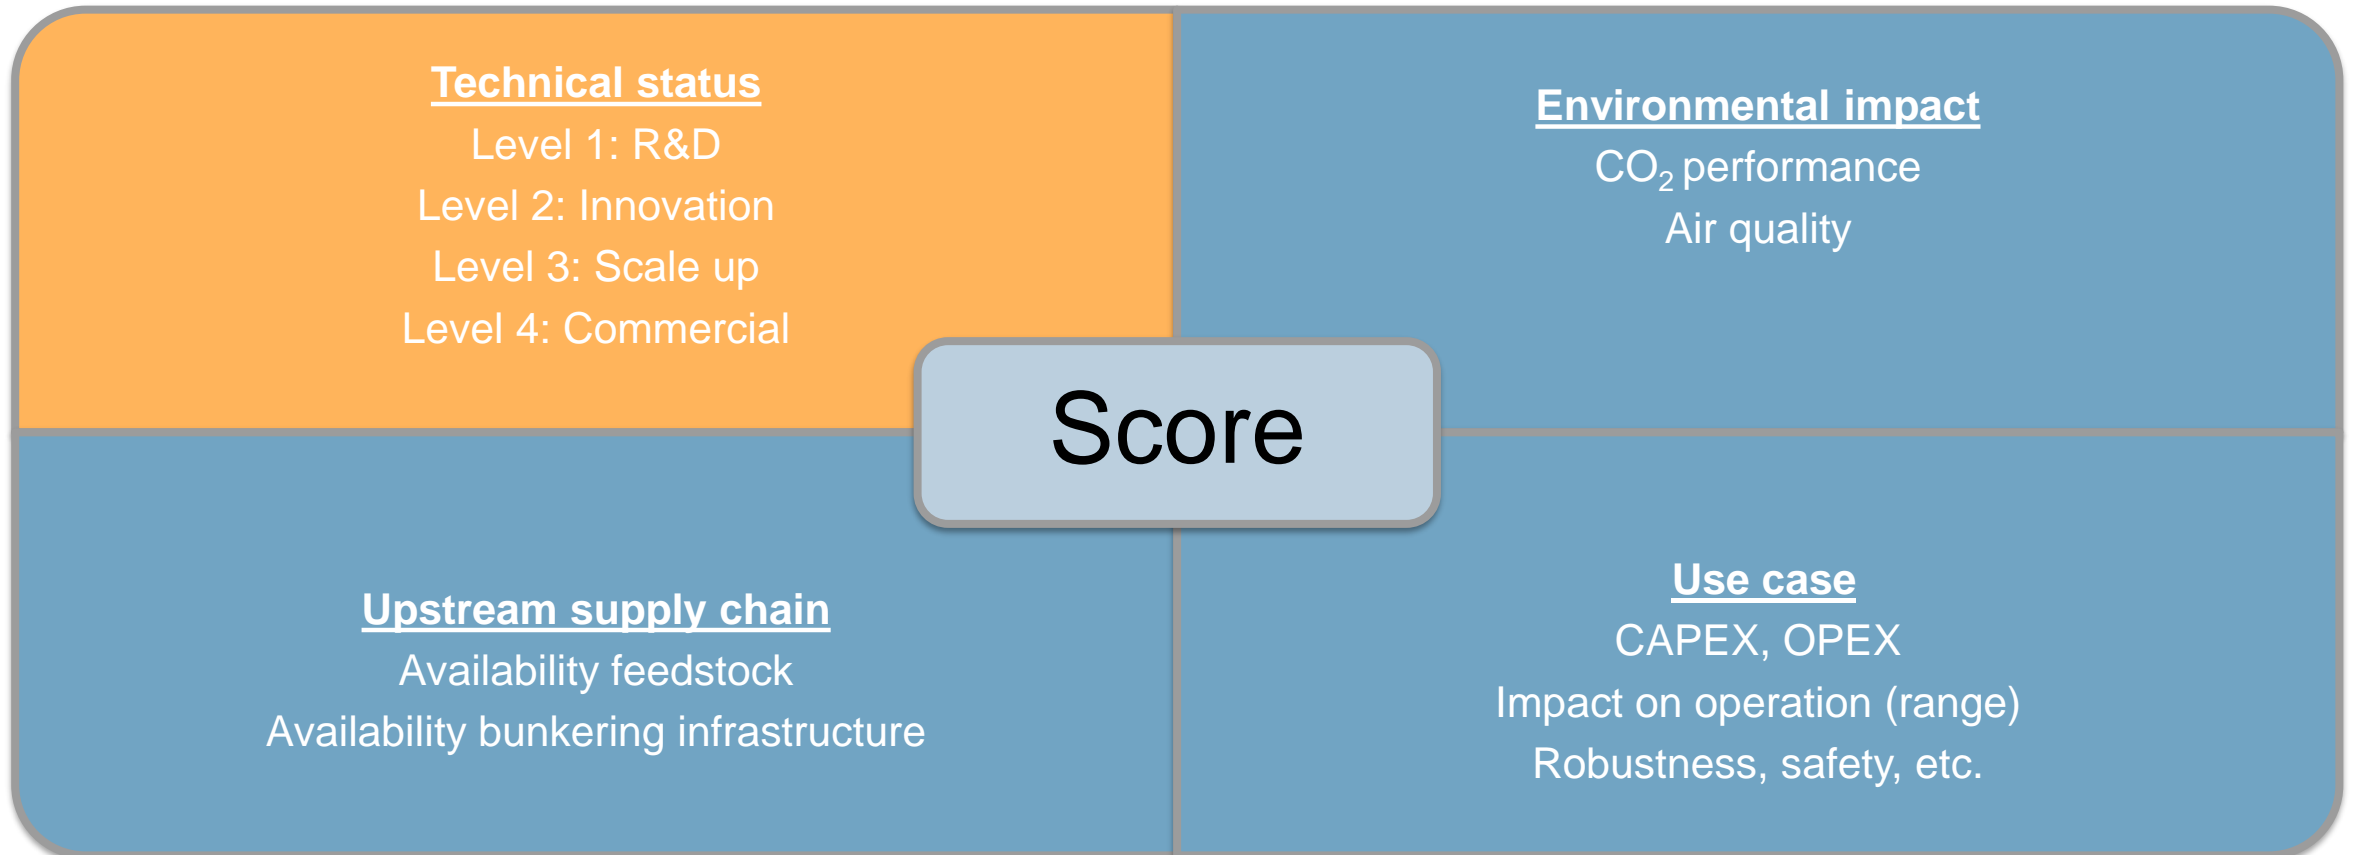 Technical status
Level 1: R&D
Level 2: Innovation
Level 3: Scale up
Level 4: Commercial
Environmental impact
CO₂ performance
Air quality
Score
Upstream supply chain
Availability feedstock
Availability bunkering infrastructure
Use case
CAPEX, OPEX
Impact on operation (range)
Robustness, safety, etc.